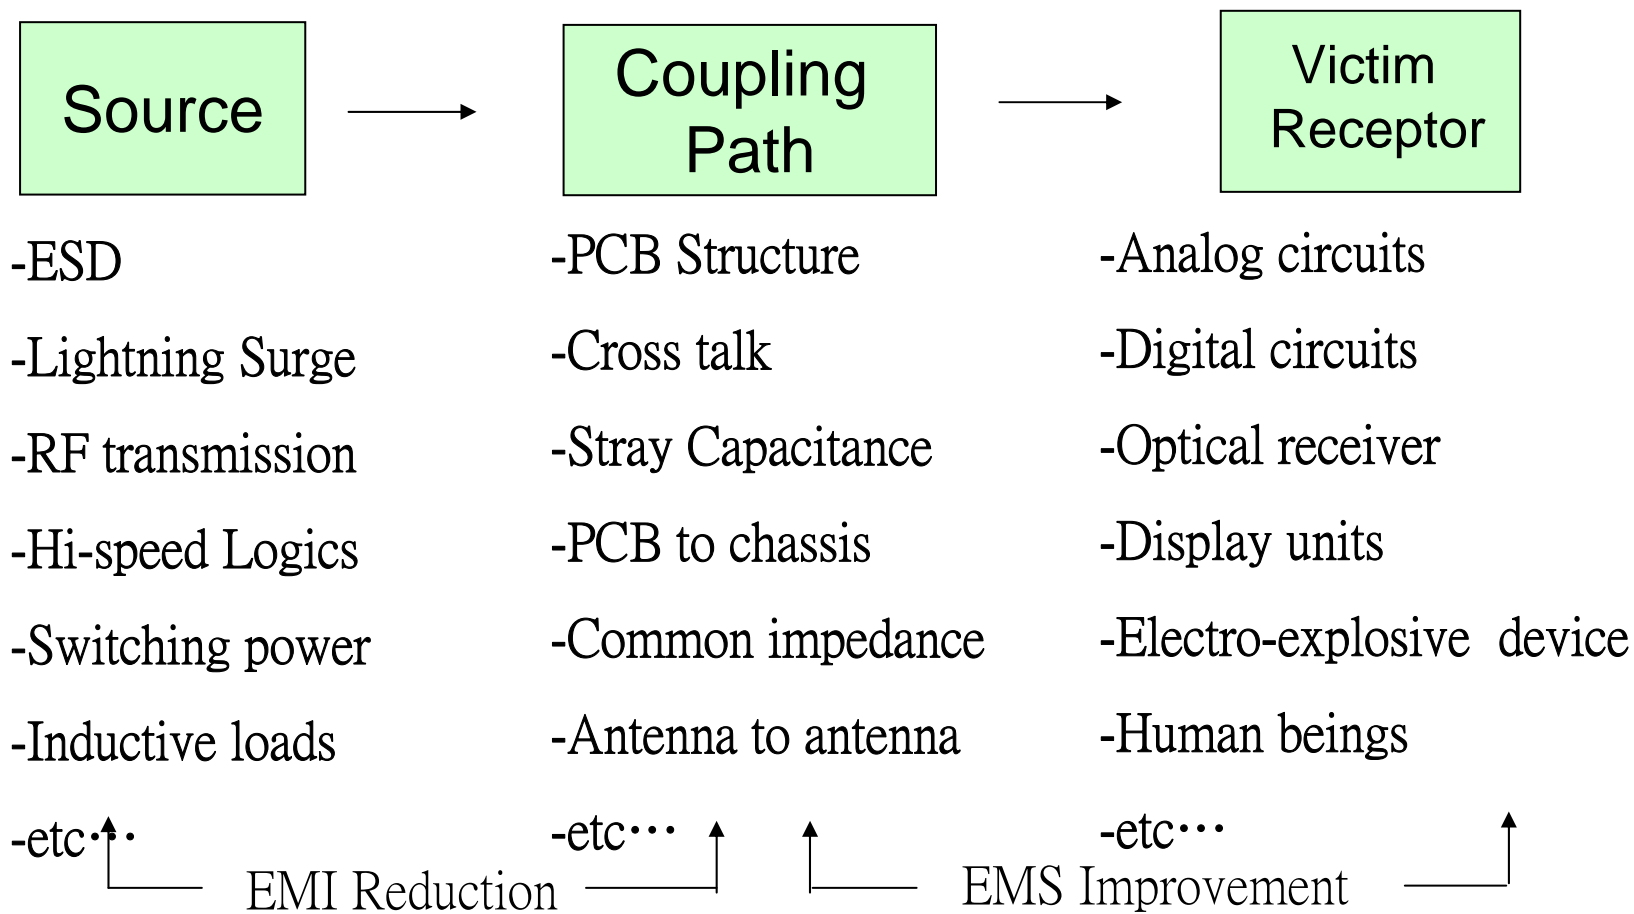 Source
Coupling
Path
Victim
Receptor
-ESD
-Lightning Surge
-RF transmission
-Hi-speed Logics
-Switching power
-Inductive loads
-etc⋯
-PCB Structure
-Cross talk
-Stray Capacitance
-PCB to chassis
-Common impedance
-Antenna to antenna
-etc⋯
-Analog circuits
-Digital circuits
-Optical receiver
-Display units
-Electro-explosive device
-Human beings
-etc⋯
EMI Reduction
EMS Improvement